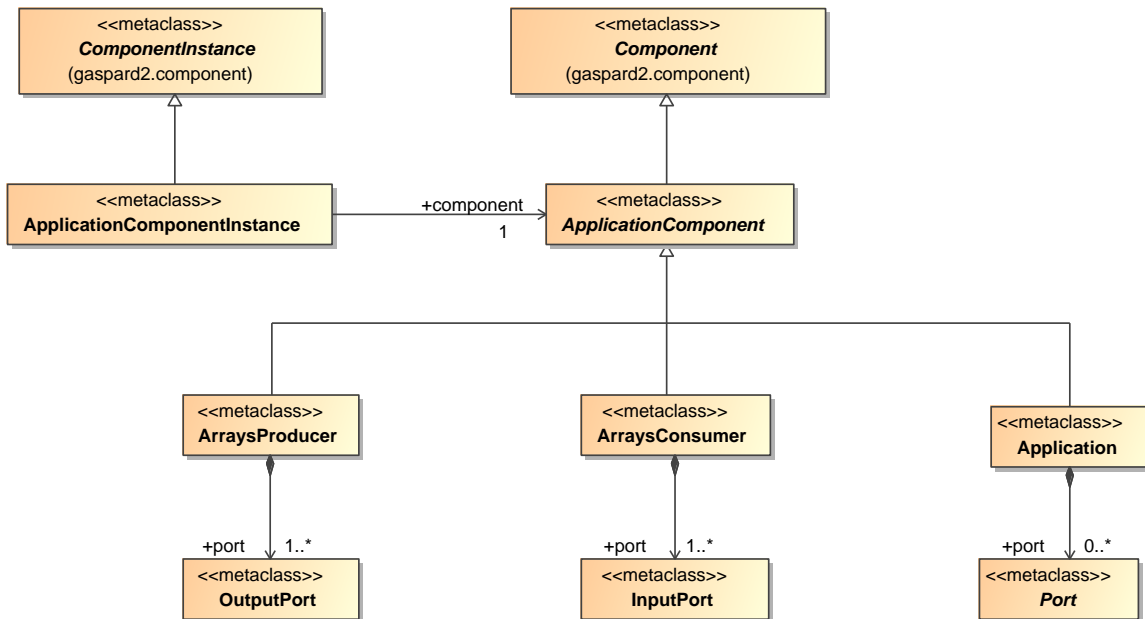 <<metaclass>>
ComponentInstance
(gaspard2.component)
<<metaclass>>
Component
(gaspard2.component)
<<metaclass>>
ApplicationComponentInstance
+component
1
<<metaclass>>
ApplicationComponent
<<metaclass>>
ArraysProducer
<<metaclass>>
ArraysConsumer
<<metaclass>>
Application
+port 1..*
+port 1..*
+port 0..*
<<metaclass>>
OutputPort
<<metaclass>>
InputPort
<<metaclass>>
Port